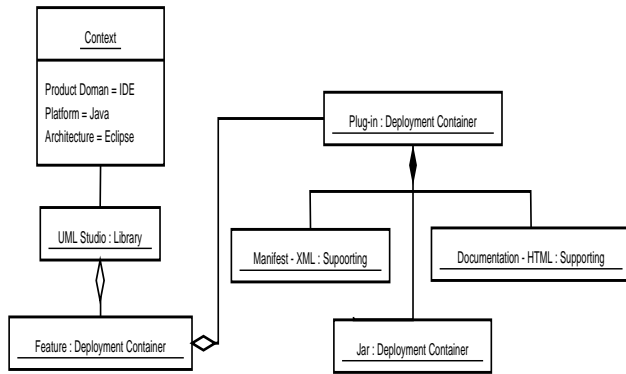 Context
Product Doman = IDE
Platform = Java
Architecture = Eclipse
Plug-in : Deployment Container
UML Studio : Library
Manifest - XML : Supoorting
Documentation - HTML : Supporting
Feature : Deployment Container
Jar : Deployment Container